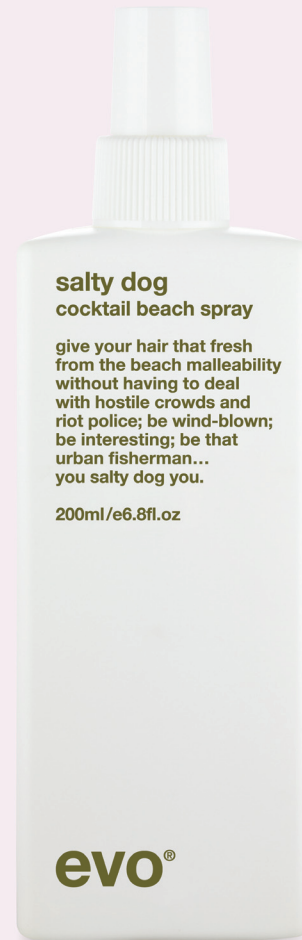 salty dog
cocktail beach spray
give your hair that fresh
from the beach malleability
without having to deal
with hostile crowds and
riot police; be wind-blown;
be interesting; be that
urban fisherman...
you salty dog you.
200ml/e6.8fl.oz
evo®